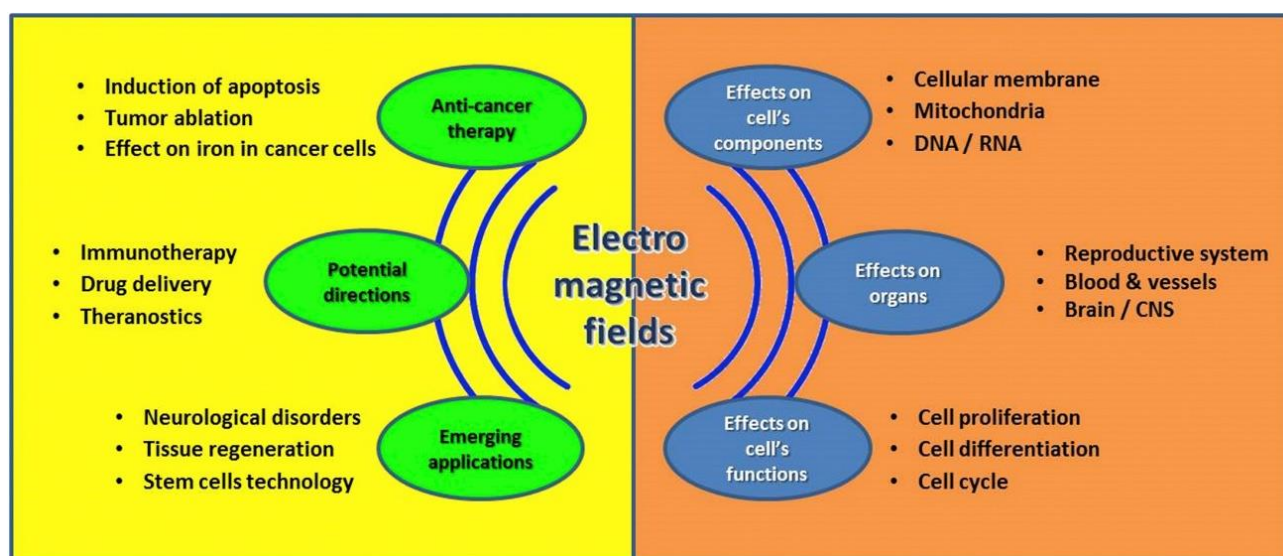 • Induction of apoptosis
• Tumor ablation
• Effect on iron in cancer cells
Anti-cancer
therapy
• Immunotherapy
• Drug delivery
• Theranostics
Potential
directions
• Neurological disorders
• Tissue regeneration
• Stem cells technology
Emerging
applications
Electro
magnetic
fields
Effects on
cell's
components
• Cellular membrane
• Mitochondria
• DNA / RNA
Effects on
organs
• Reproductive system
• Blood & vessels
• Brain / CNS
Effects on
cell's
functions
• Cell proliferation
• Cell differentiation
• Cell cycle